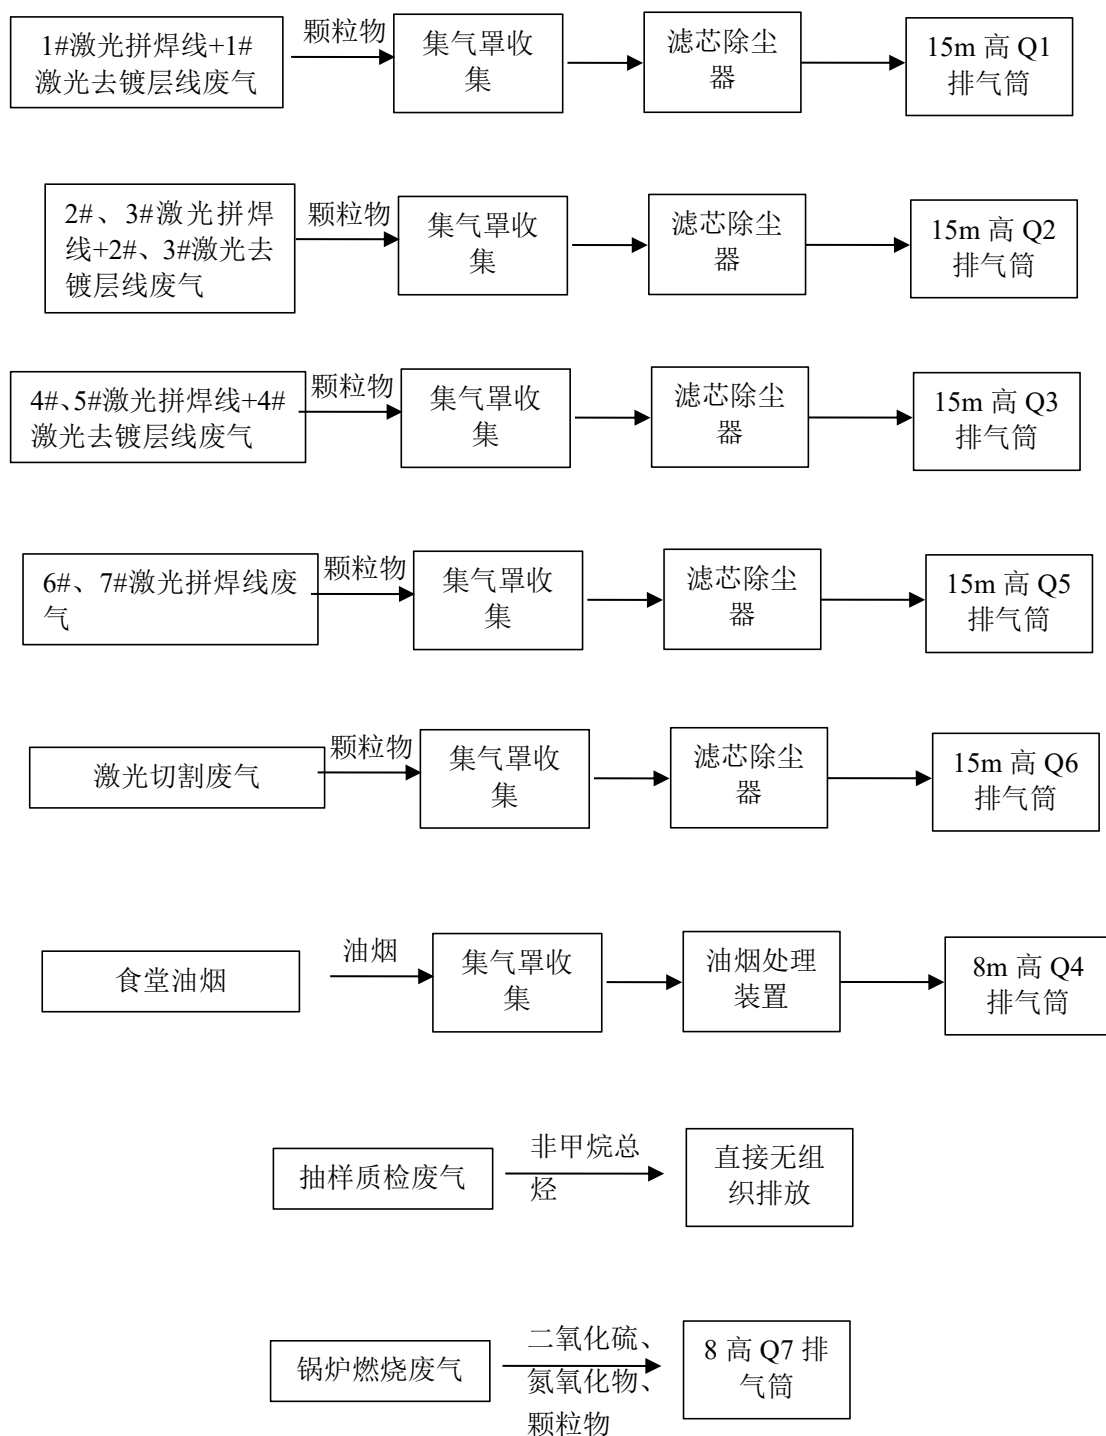 1#激光拼焊线+1#
激光去镀层线废气
颗粒物
集气罩收
集
滤芯除尘
器
15m 高 Q1
排气筒
2#、3#激光拼焊
线+2#、3#激光去
镀层线废气
颗粒物
集气罩收
集
滤芯除尘
器
15m 高 Q2
排气筒
4#、5#激光拼焊线+4#
激光去镀层线废气
颗粒物
集气罩收
集
滤芯除尘
器
15m 高 Q3
排气筒
6#、7#激光拼焊线废
气
颗粒物
集气罩收
集
滤芯除尘
器
15m 高 Q5
排气筒
激光切割废气
颗粒物
集气罩收
集
滤芯除尘
器
15m 高 Q6
排气筒
食堂油烟
油烟
集气罩收
集
油烟处理
装置
8m 高 Q4
排气筒
抽样质检废气
非甲烷总
烃
直接无组
织排放
锅炉燃烧废气
二氧化硫、
氮氧化物、
颗粒物
8 高 Q7 排
气筒